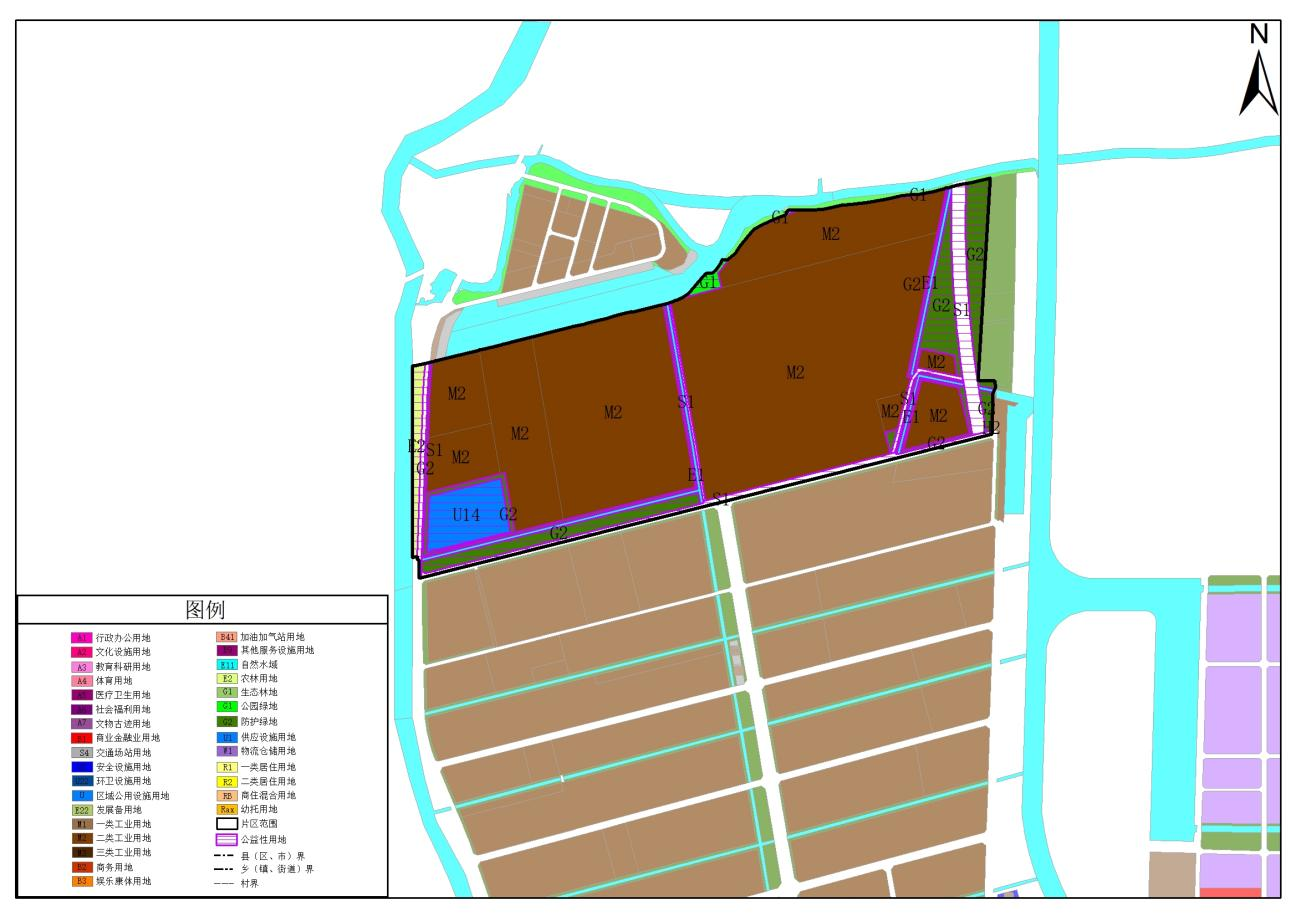 N
G1
G1
M2
G2
G1
G2 E1
G2
S1
M2
M2
M2
S1
M2
S1
G2
M2
M2
E1
M2
H2
M2
G2
E2 S1
M2
G2
E1
S1
U14
G2
G2
图例
A1 行政办公用地
A2 文化设施用地
A3 教育科研用地
A4 体育用地
医疗卫生用地
社会福利用地
A7 文物古迹用地
B1 商业金融业用地
S4 交通场站用地
安全设施用地
环卫设施用地
U 区域公用设施用地
E22 发展备用地
M1 一类工业用地
M2 二类工业用地
M3 三类工业用地
B2 商务用地
B3 娱乐康体用地
B41 加油加气站用地
其他服务设施用地
E11 自然水域
E2 农林用地
G1 生态林地
G1 公园绿地
G2 防护绿地
U1 供应设施用地
W1 物流仓储用地
R1 一类居住用地
R2 二类居住用地
RB 商住混合用地
Rax 幼托用地
片区范围
公益性用地
县（区、市）界
乡（镇、街道）界
村界